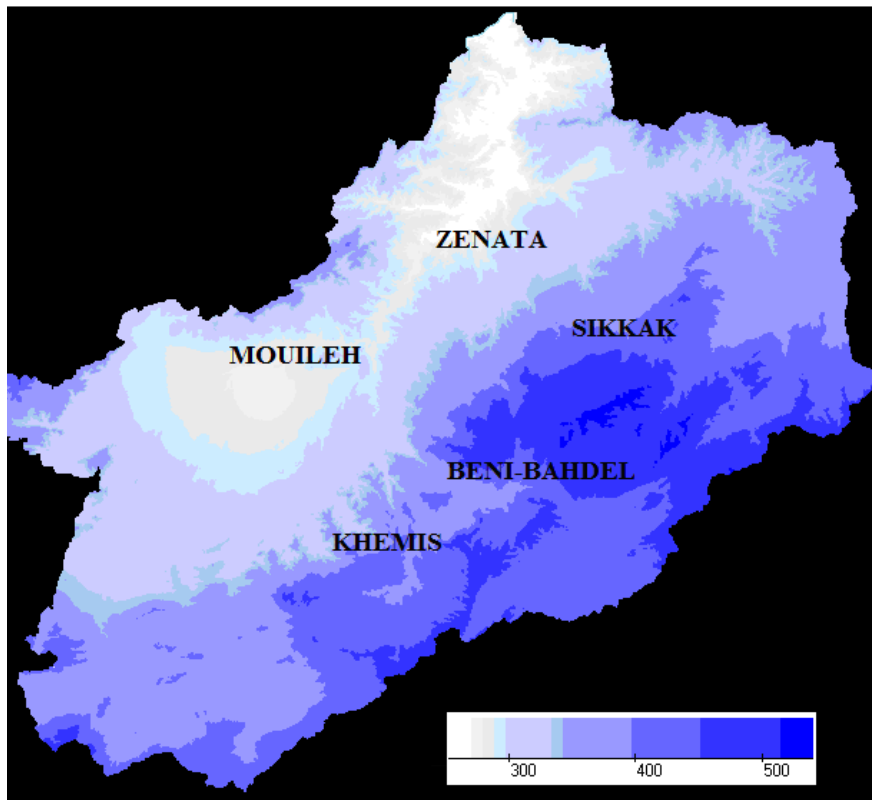 ZENATA
SIKKAK
MOUILEH
BENI-BAHDEL
KHEMIS
300 400 500